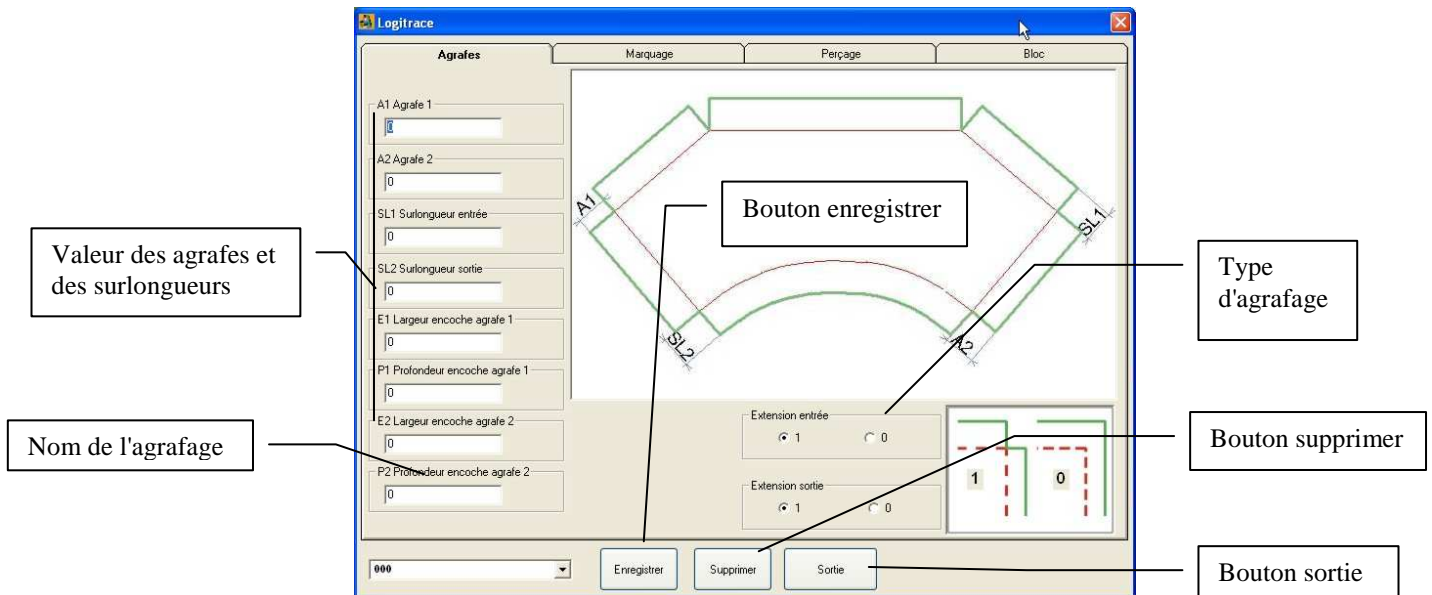 Logitrace
Agrafes
Marquage
Perçage
Bloc
A1 Agrafe 1
0
A2 Agrafe 2
0
SL1 Surlongueur entrée
0
SL2 Surlongueur sortie
0
E1 Largeur encoche agrafe 1
0
P1 Profondeur encoche agrafe 1
0
E2 Largeur encoche agrafe 2
0
P2 Profondeur encoche agrafe 2
0
A1
SL1
SL2
A2
Bouton enregistrer
Valeur des agrafes et
des surlongueurs
Type
d'agrafage
Nom de l'agrafage
Bouton supprimer
Extension entrée
1 0
Extension sortie
1 0
1 0
000
Enregistrer
Supprimer
Sortie
Bouton sortie